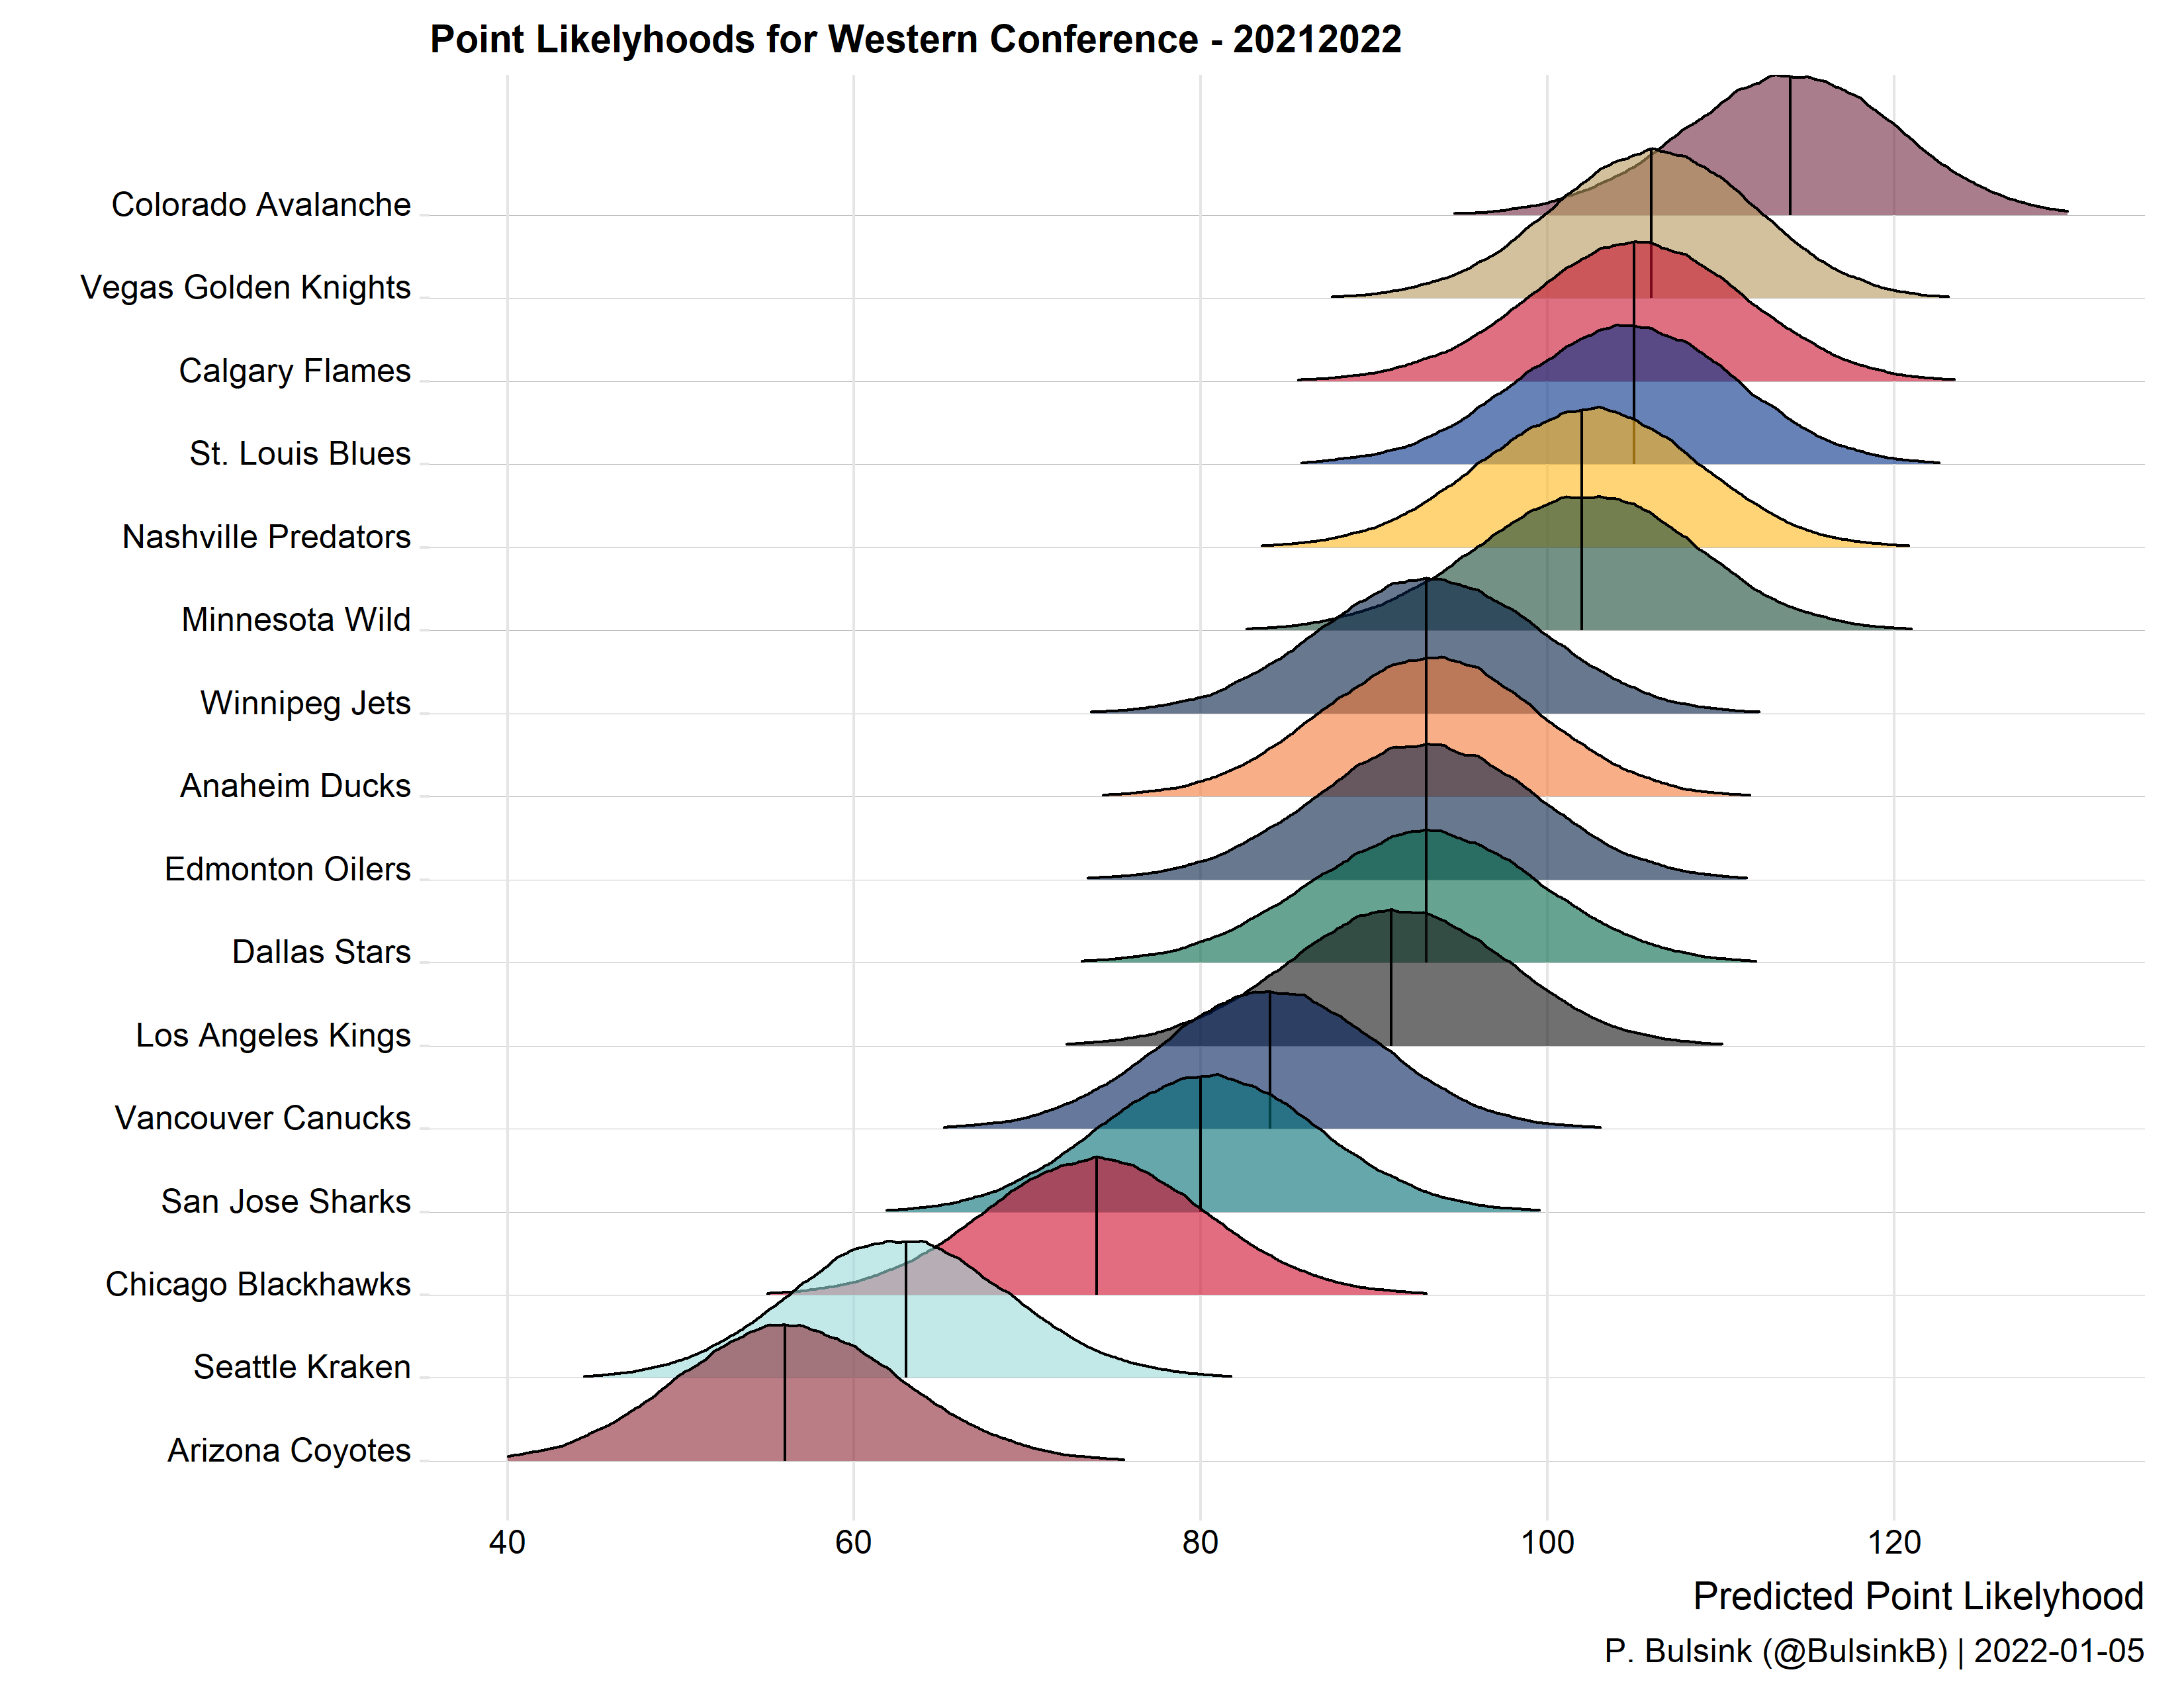 Point Likelyhoods for Western Conference - 20212022
Colorado Avalanche
Vegas Golden Knights
Calgary Flames
St. Louis Blues
Nashville Predators
Minnesota Wild
Winnipeg Jets
Anaheim Ducks
Edmonton Oilers
Dallas Stars
Los Angeles Kings
Vancouver Canucks
San Jose Sharks
Chicago Blackhawks
Seattle Kraken
Arizona Coyotes
40 60 80 100 120
Predicted Point Likelyhood
P. Bulsink (@BulsinkB) | 2022-01-05